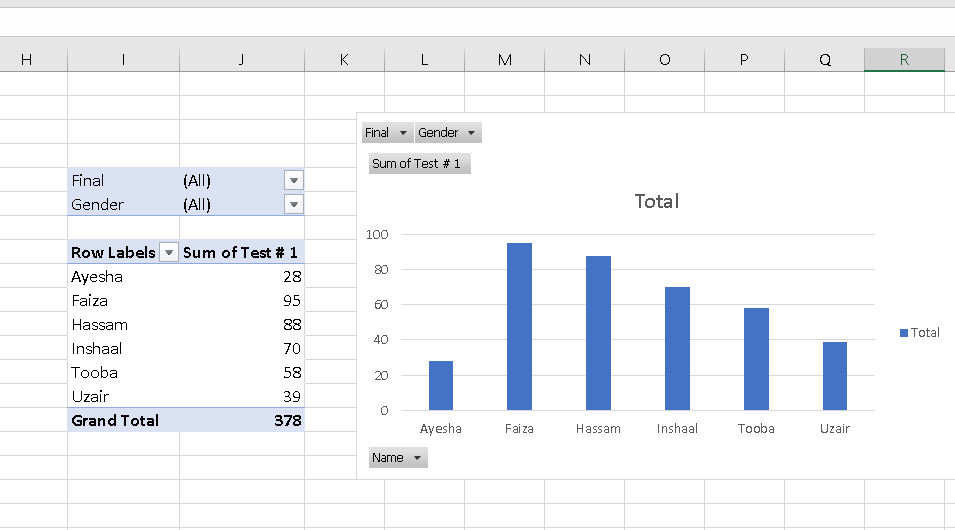 H I J K L M N O P Q R
Final (All)
Gender (All)
Row Labels Sum of Test # 1
Ayesha 28
Faiza 95
Hassam 88
Inshaal 70
Tooba 58
Uzair 39
Grand Total 378
Final Gender
Sum of Test # 1
Total
100
80
60
40
20
0
Ayesha Faiza Hassam Inshaal Tooba Uzair
Total
Name